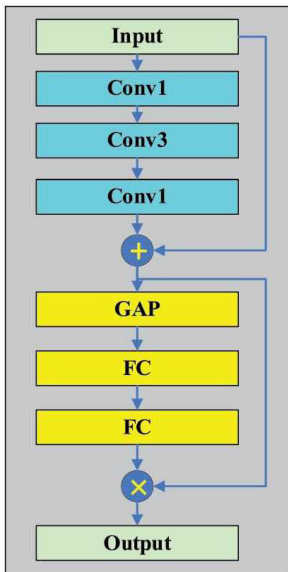 Input
Conv1
Conv3
Conv1
+
GAP
FC
FC
×
Output